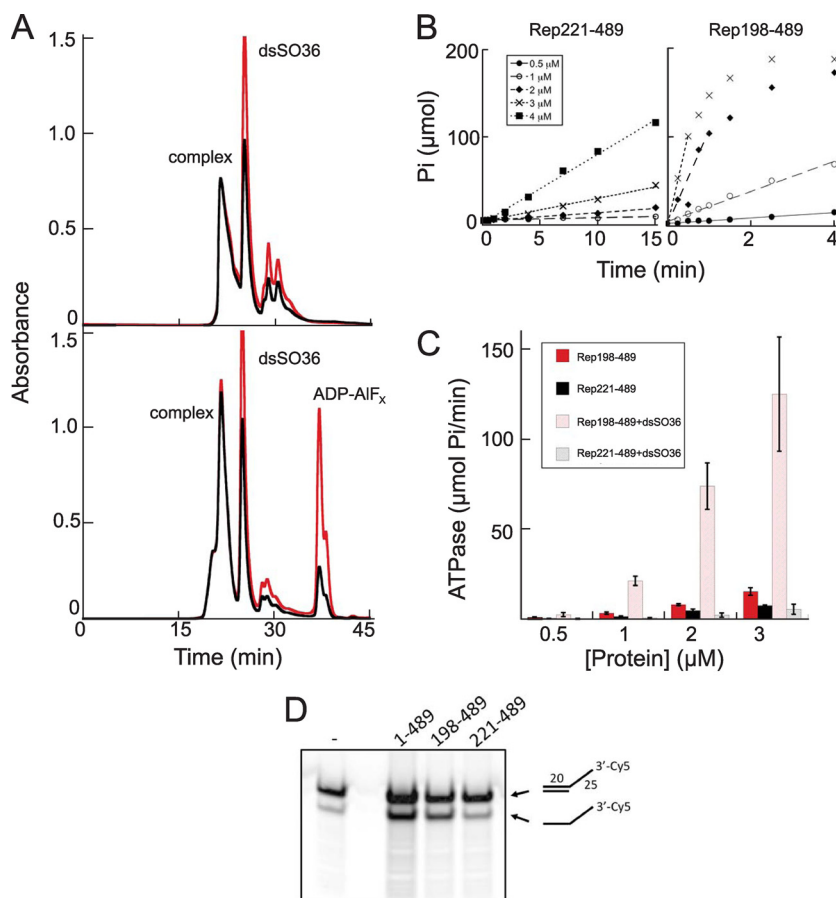 A
1.5
dsSO36
1.0
complex
0.5
0
dsSO36
complex
ADP-AlFx
1.0
0.5
0
0
15
30
45
Absorbance
Time (min)
B
Rep221-489
Rep198-489
200
100
0
Pi (μmol)
0.5 μM
1 μM
2 μM
3 μM
4 μM
0 5 10 15
0 2 4
Time (min)
C
150
100
50
ATPase (μmol Pi/min)
Rep198-489
Rep221-489
Rep198-489+dsSO36
Rep221-489+dsSO36
0.5 1 2 3
[Protein] (μM)
D
-
1-489
198-489
221-489
20
25
3'-Cy5
3'-Cy5